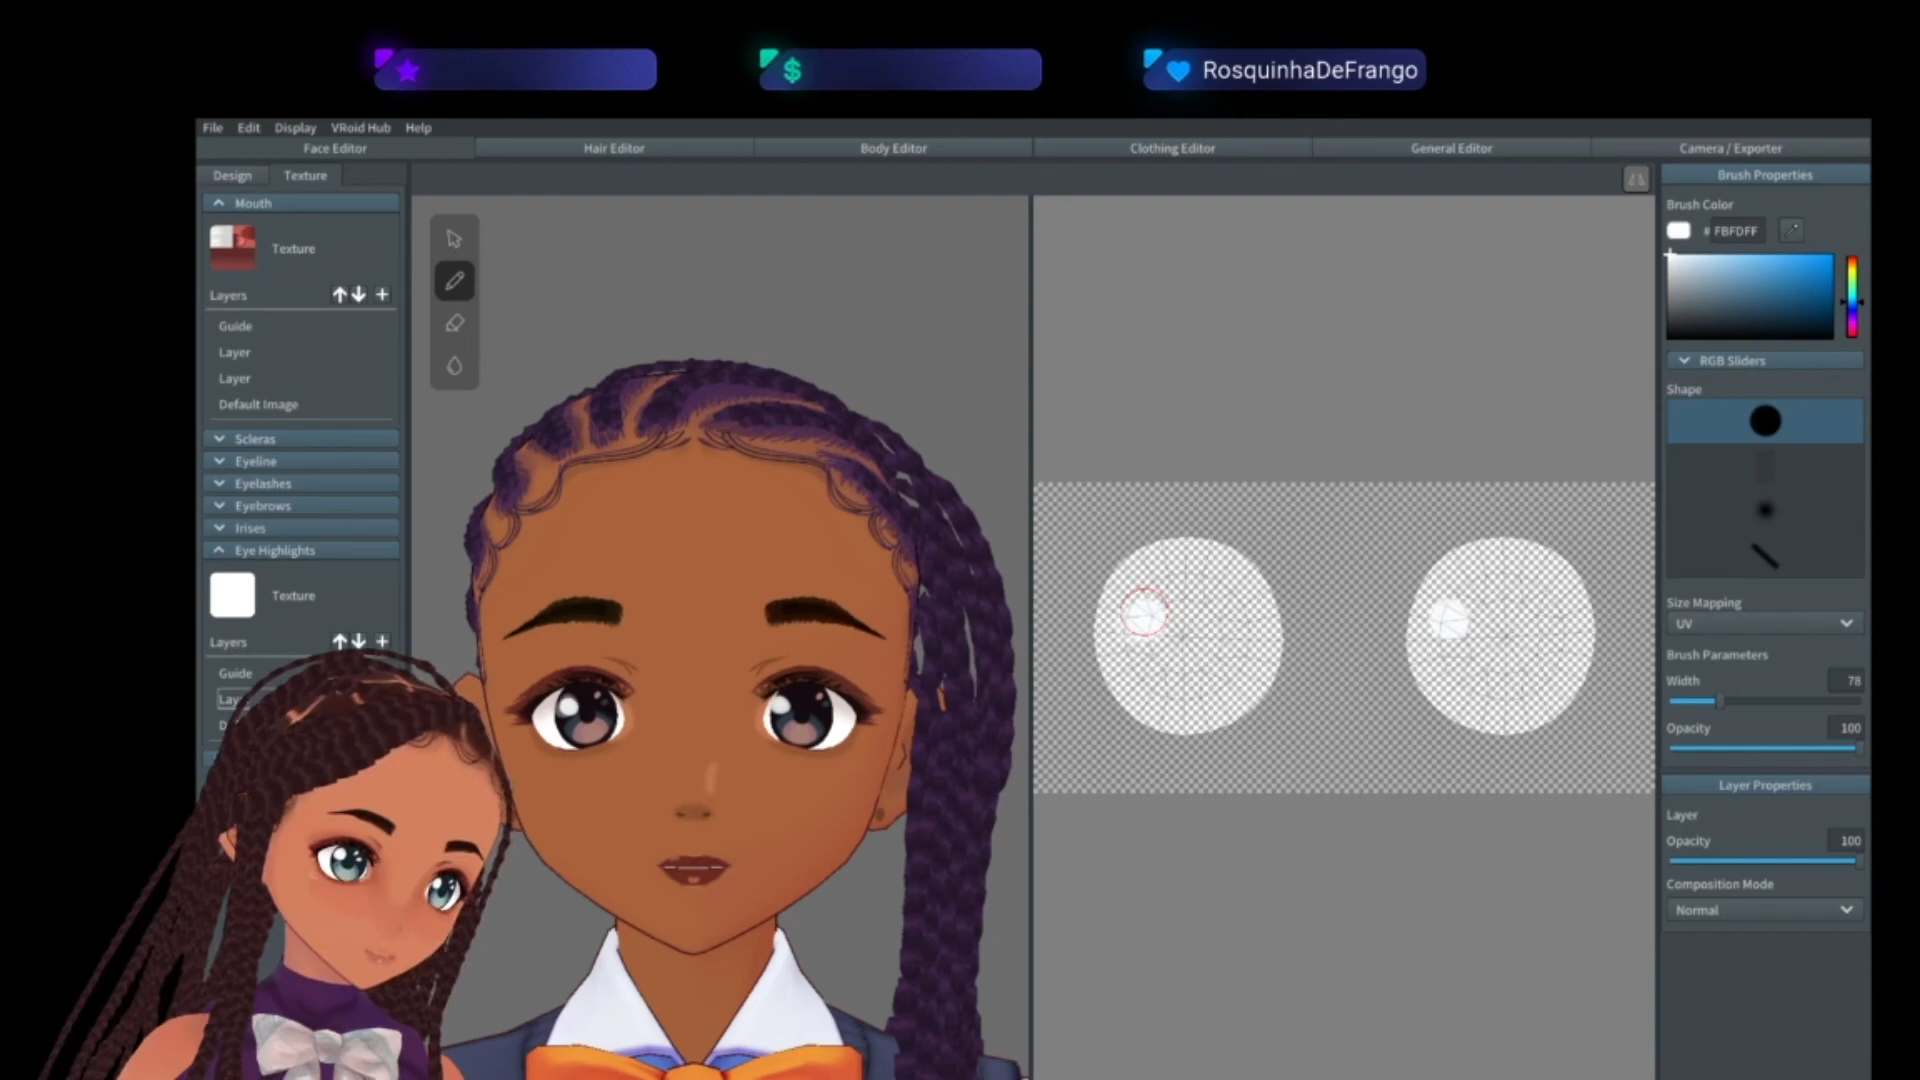 RosquinhaDeFrango
File Edit Display VRoid Hub Help
Face Editor Hair Editor Body Editor Clothing Editor General Editor Camera / Exporter
Design Texture
Mouth
Texture
Layers
Guide
Layer
Layer
Default Image
Scleras
Eyeline
Eyelashes
Eyebrows
Irises
Eye Highlights
Texture
Layers
Guide
Brush Properties
Brush Color
# FBFDFF
RGB Sliders
Shape
Size Mapping
UV
Brush Parameters
Width 78
Opacity 100
Layer Properties
Layer
Opacity 100
Composition Mode
Normal